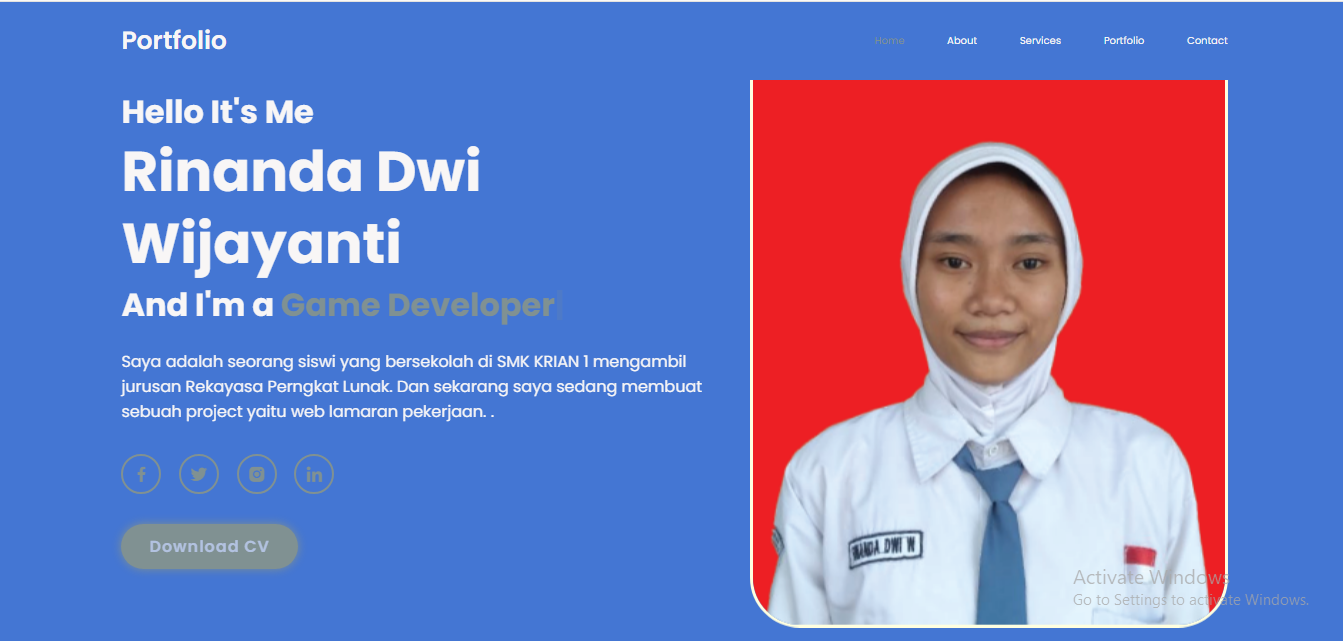 Portfolio
Home About Services Portfolio Contact
Hello It's Me
Rinanda Dwi
Wijayanti
And I'm a Game Developer
Saya adalah seorang siswi yang bersekolah di SMK KRIAN 1 mengambil
jurusan Rekayasa Perngkat Lunak. Dan sekarang saya sedang membuat
sebuah project yaitu web lamaran pekerjaan. .
Download CV
DWI W
Activate Windows
Go to Settings to activate Windows.